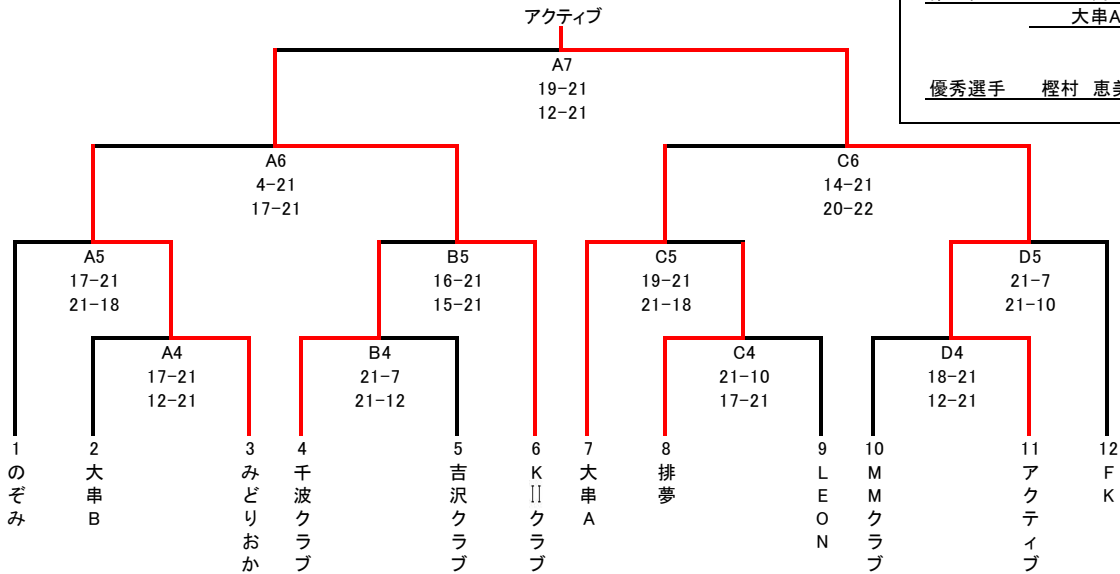 アクティブ
大串A
優秀選手 樫村 恵美
A7
19-21
12-21
A6
4-21
17-21
C6
14-21
20-22
A5
17-21
21-18
B5
16-21
15-21
C5
19-21
21-18
D5
21-7
21-10
A4
17-21
12-21
B4
21-7
21-12
C4
21-10
17-21
D4
18-21
12-21
1 のぞみ
2 大串B
3 みどりおか
4 千波クラブ
5 吉沢クラブ
6 KⅡクラブ
7 大串A
8 排夢
9 LEON
10 MMクラブ
11 アクティブ
12 FK